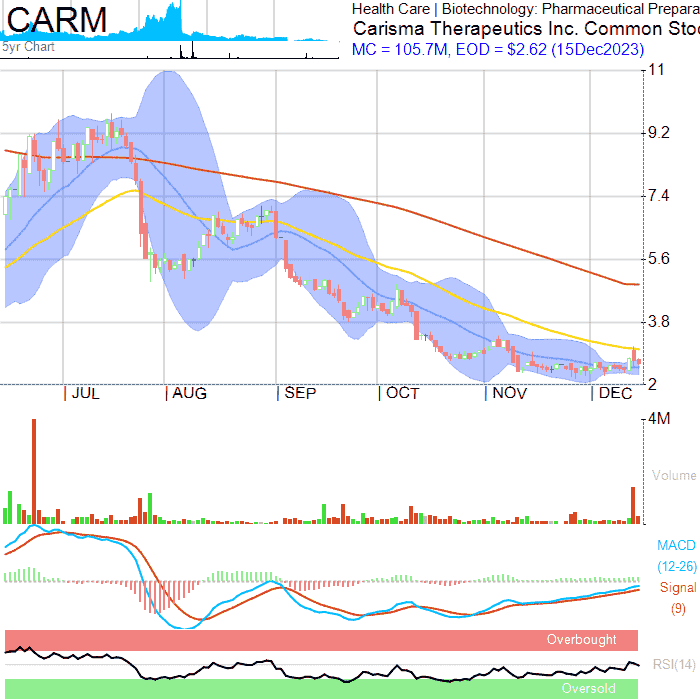 CARM
5yr Chart
Health Care | Biotechnology: Pharmaceutical Prepara
Carisma Therapeutics Inc. Common Stoc
MC = 105.7M, EOD = $2.62 (15Dec2023)
11
9.2
7.4
5.6
3.8
2
JUL
AUG
SEP
OCT
NOV
DEC
4M
Volume
MACD
(12-26)
Signal
(9)
Overbought
RSI(14)
Oversold